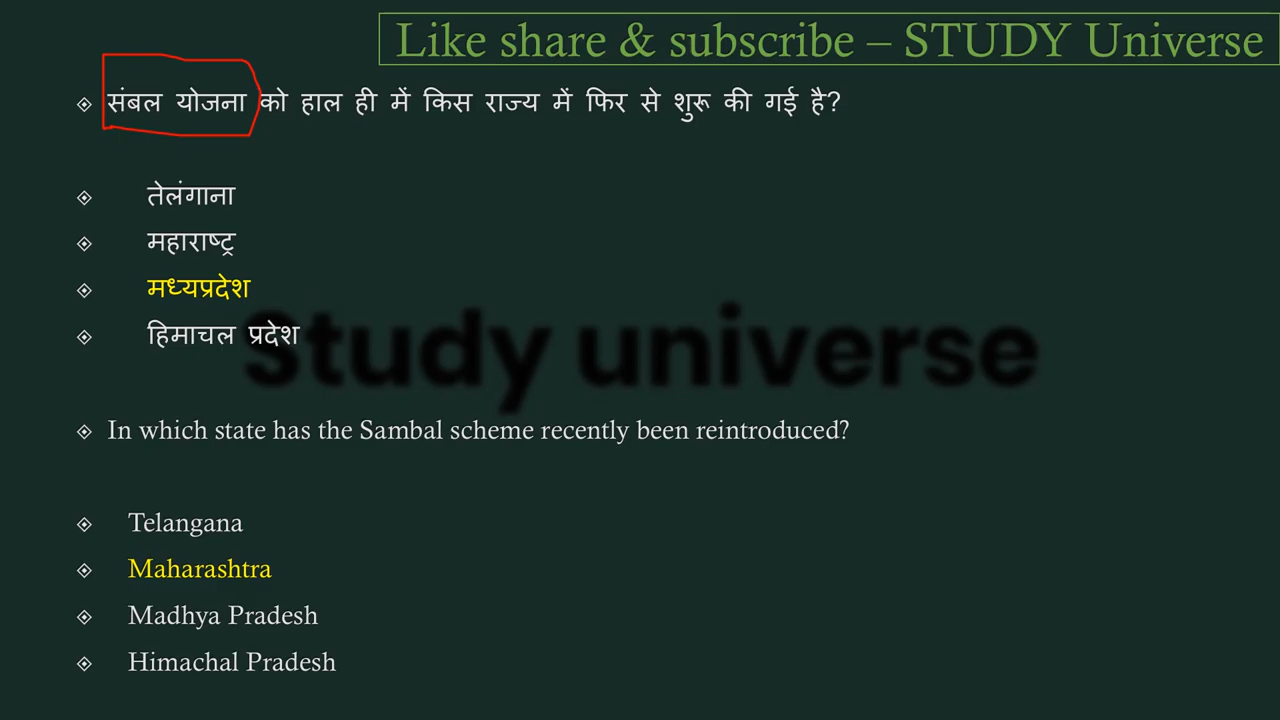 Like share & subscribe – STUDY Universe
संबल योजना को हाल ही में किस राज्य में फिर से शुरू की गई है?
तेलंगाना
महाराष्ट्र
मध्यप्रदेश
हिमाचल प्रदेश
Study universe
In which state has the Sambal scheme recently been reintroduced?
Telangana
Maharashtra
Madhya Pradesh
Himachal Pradesh